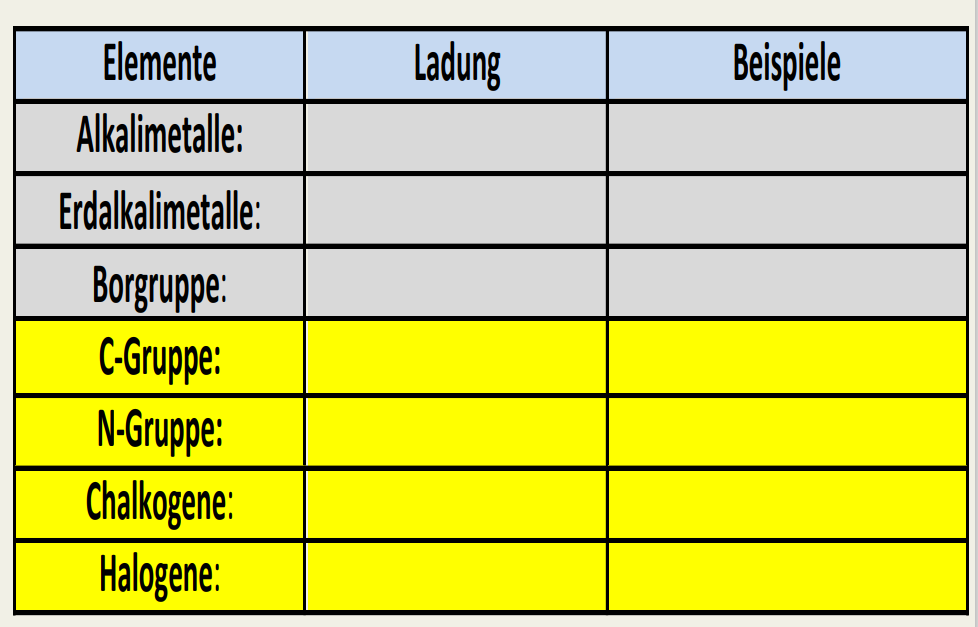 Elemente Ladung Beispiele
Alkalimetalle:
Erdalkalimetalle:
Borgruppe:
C-Gruppe:
N-Gruppe:
Chalkogene:
Halogene: